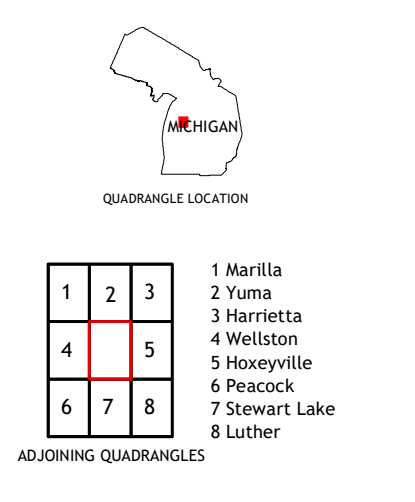 MICHIGAN
QUADRANGLE LOCATION
1 2 3
4 5
6 7 8
1 Marilla
2 Yuma
3 Harrietta
4 Wellston
5 Hoxeyville
6 Peacock
7 Stewart Lake
8 Luther
ADJOINING QUADRANGLES